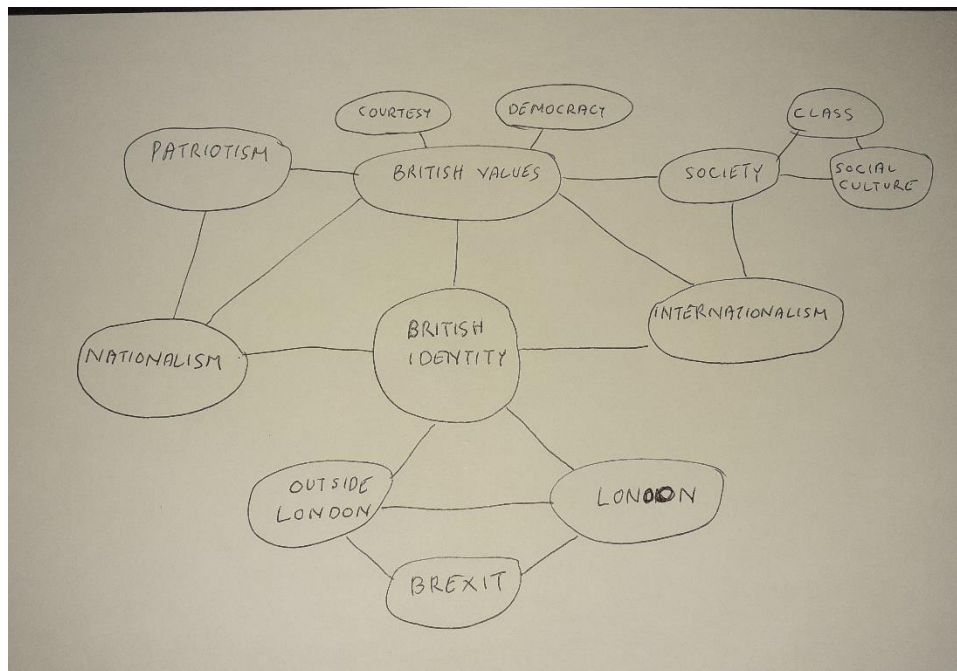 COURTESY
DEMOCRACY
CLASS
PATRIOTISM
BRITISH VALUES
SOCIETY
SOCIAL
CULTURE
INTERNATIONALISM
BRITISH
IDENTITY
NATIONALISM
OUTSIDE
LONDON
LONDON
BREXIT